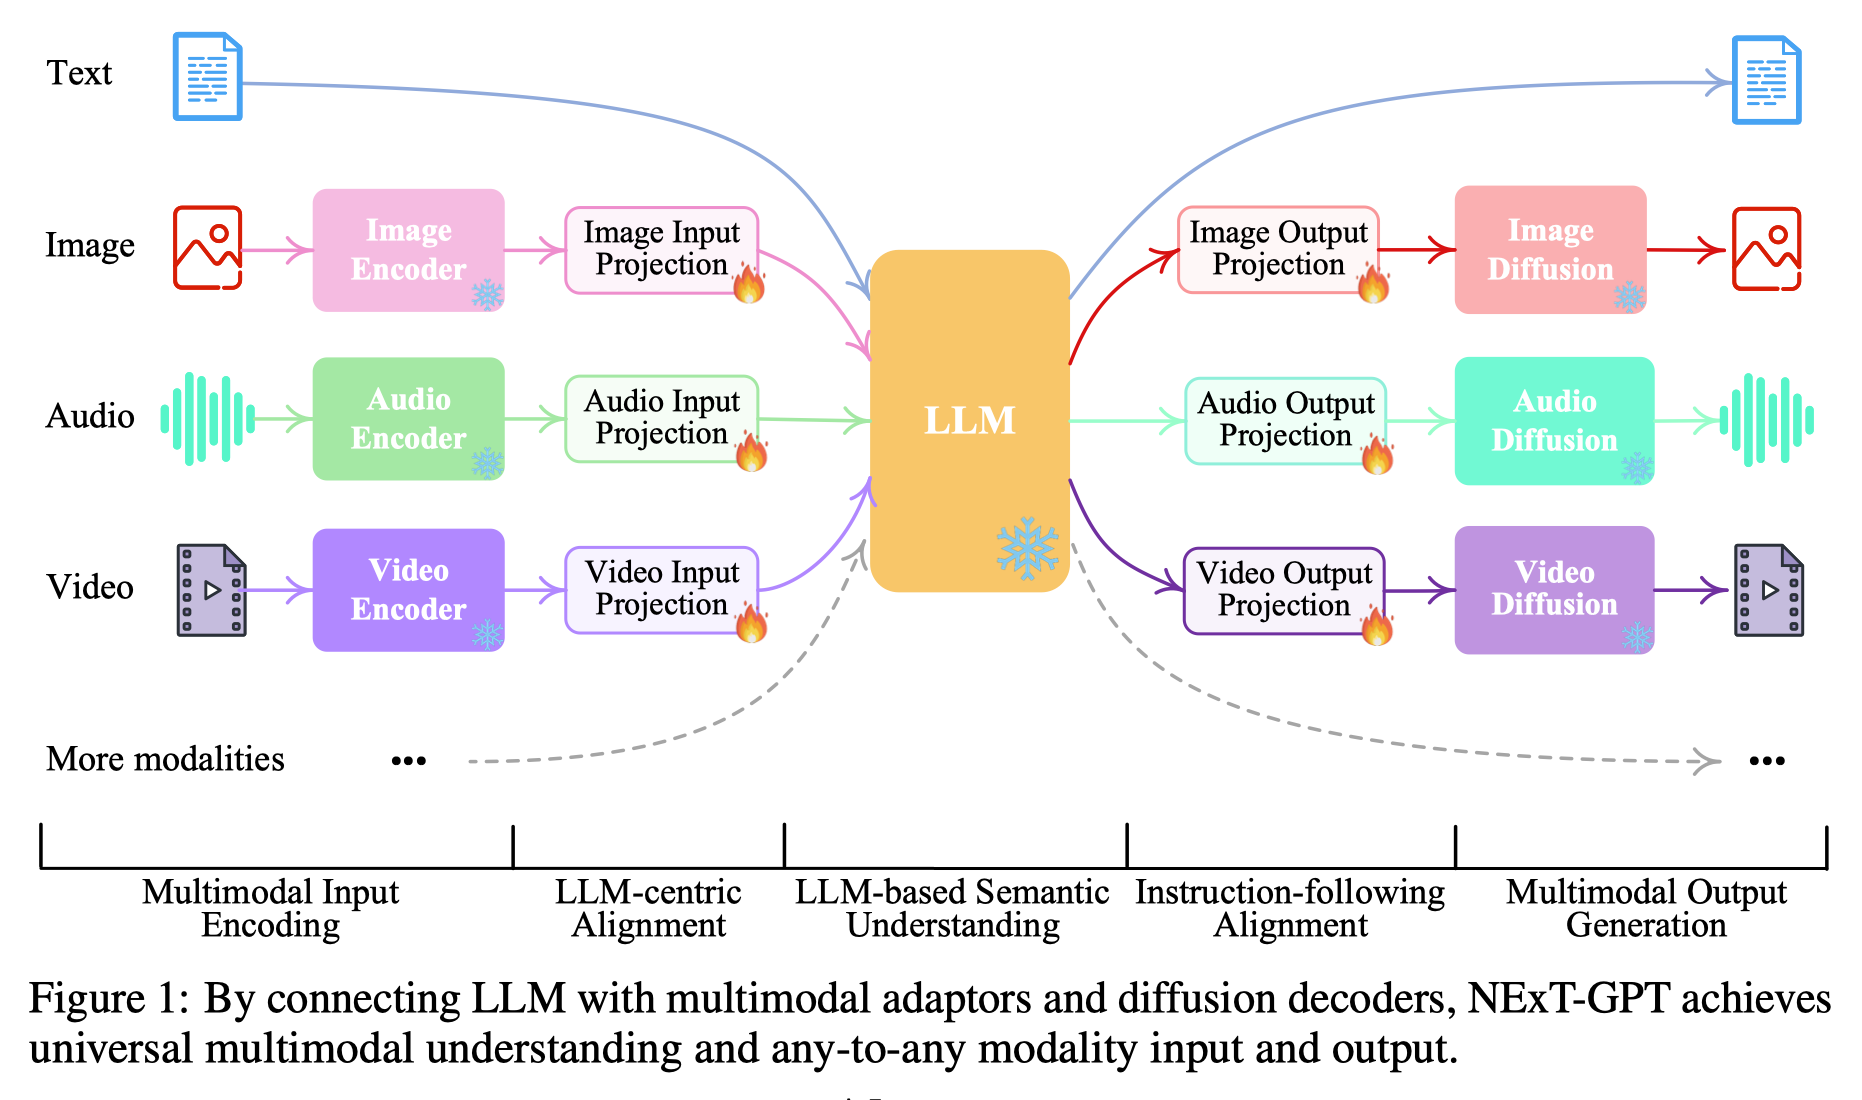 Text
Image
Image
Encoder
Image Input
Projection
Image Output
Projection
Image
Diffusion
Audio
Audio
Encoder
Audio Input
Projection
LLM
Audio Output
Projection
Audio
Diffusion
Video
Video
Encoder
Video Input
Projection
Video Output
Projection
Video
Diffusion
More modalities
...
...
Multimodal Input
Encoding
LLM-centric
Alignment
LLM-based Semantic
Understanding
Instruction-following
Alignment
Multimodal Output
Generation
Figure 1: By connecting LLM with multimodal adaptors and diffusion decoders, NExT-GPT achieves
universal multimodal understanding and any-to-any modality input and output.